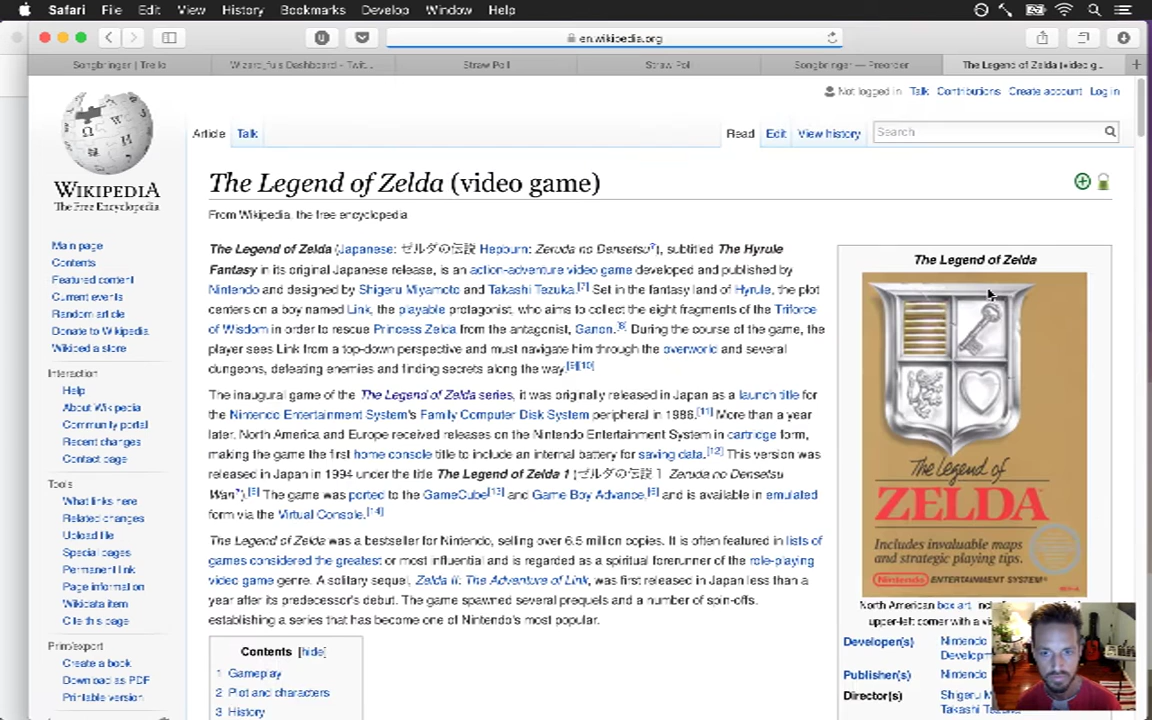 Safari File Edit View History Bookmarks Develop Window Help
en.wikipedia.org
Songbringer | Trello
Wizard_fu's Dashboard - Twit...
Straw Poll
Straw Poll
Songbringer — Preorder
The Legend of Zelda (video g...
Not logged in Talk Contributions Create account Log in
Article Talk
Read Edit View history
Search
WIKIPEDIA
The Free Encyclopedia
Main page
Contents
Featured content
Current events
Random article
Donate to Wikipedia
Wikipedia store
Interaction
Help
About Wikipedia
Community portal
Recent changes
Contact page
Tools
What links here
Related changes
Upload file
Special pages
Permanent link
Page information
Wikidata item
Cite this page
Print/export
Create a book
Download as PDF
Printable version
The Legend of Zelda (video game)
From Wikipedia, the free encyclopedia
The Legend of Zelda (Japanese: ゼルダの伝説 Hepburn: Zeruda no Densetsu?), subtitled The Hyrule
Fantasy in its original Japanese release, is an action-adventure video game developed and published by
Nintendo and designed by Shigeru Miyamoto and Takashi Tezuka.[7] Set in the fantasy land of Hyrule, the plot
centers on a boy named Link, the playable protagonist, who aims to collect the eight fragments of the Triforce
of Wisdom in order to rescue Princess Zelda from the antagonist, Ganon.[8] During the course of the game, the
player sees Link from a top-down perspective and must navigate him through the overworld and several
dungeons, defeating enemies and finding secrets along the way.[9][10]
The inaugural game of the The Legend of Zelda series, it was originally released in Japan as a launch title for
the Nintendo Entertainment System's Family Computer Disk System peripheral in 1986.[11] More than a year
later, North America and Europe received releases on the Nintendo Entertainment System in cartridge form,
making the game the first home console title to include an internal battery for saving data.[12] This version was
released in Japan in 1994 under the title The Legend of Zelda 1 (ゼルダの伝説1 Zeruda no Densetsu
Wan?).[5] The game was ported to the GameCube[13] and Game Boy Advance,[6] and is available in emulated
form via the Virtual Console.[14]
The Legend of Zelda was a bestseller for Nintendo, selling over 6.5 million copies. It is often featured in lists of
games considered the greatest or most influential and is regarded as a spiritual forerunner of the role-playing
video game genre. A solitary sequel, Zelda II: The Adventure of Link, was first released in Japan less than a
year after its predecessor's debut. The game spawned several prequels and a number of spin-offs,
establishing a series that has become one of Nintendo's most popular.
Contents [hide]
1 Gameplay
2 Plot and characters
3 History
The Legend of Zelda
The Legend of
ZELDA
Includes invaluable maps
and strategic playing tips.
Nintendo ENTERTAINMENT SYSTEM
North American box art,
upper-left corner with a
Developer(s) Nintendo
Publisher(s) Nintendo
Director(s) Shigeru
Takashi